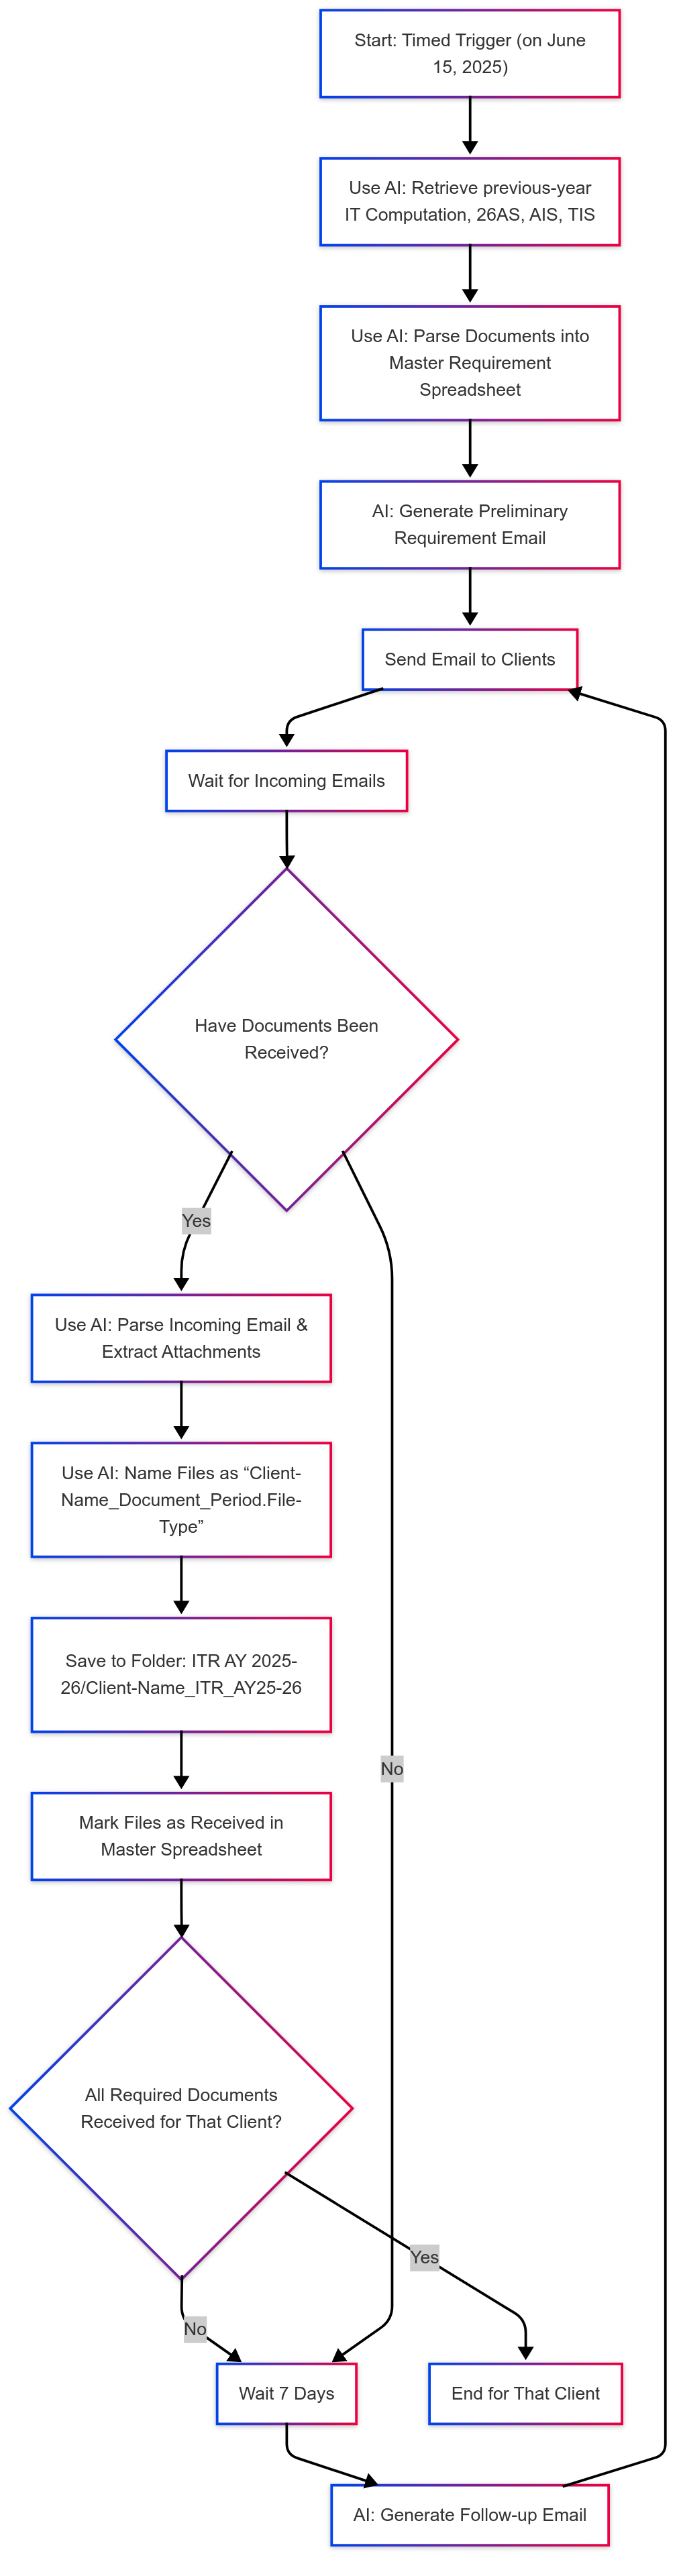 Start: Timed Trigger (on June
15, 2025)
Use AI: Retrieve previous-year
IT Computation, 26AS, AIS, TIS
Use AI: Parse Documents into
Master Requirement
Spreadsheet
AI: Generate Preliminary
Requirement Email
Send Email to Clients
Wait for Incoming Emails
Have Documents Been
Received?
Yes
Use AI: Parse Incoming Email &
Extract Attachments
Use AI: Name Files as “Client-
Name_Document_Period.File-
Type”
Save to Folder: ITR AY 2025-
26/Client-Name_ITR_AY25-26
No
Mark Files as Received in
Master Spreadsheet
All Required Documents
Received for That Client?
Yes
No
Wait 7 Days
End for That Client
AI: Generate Follow-up Email